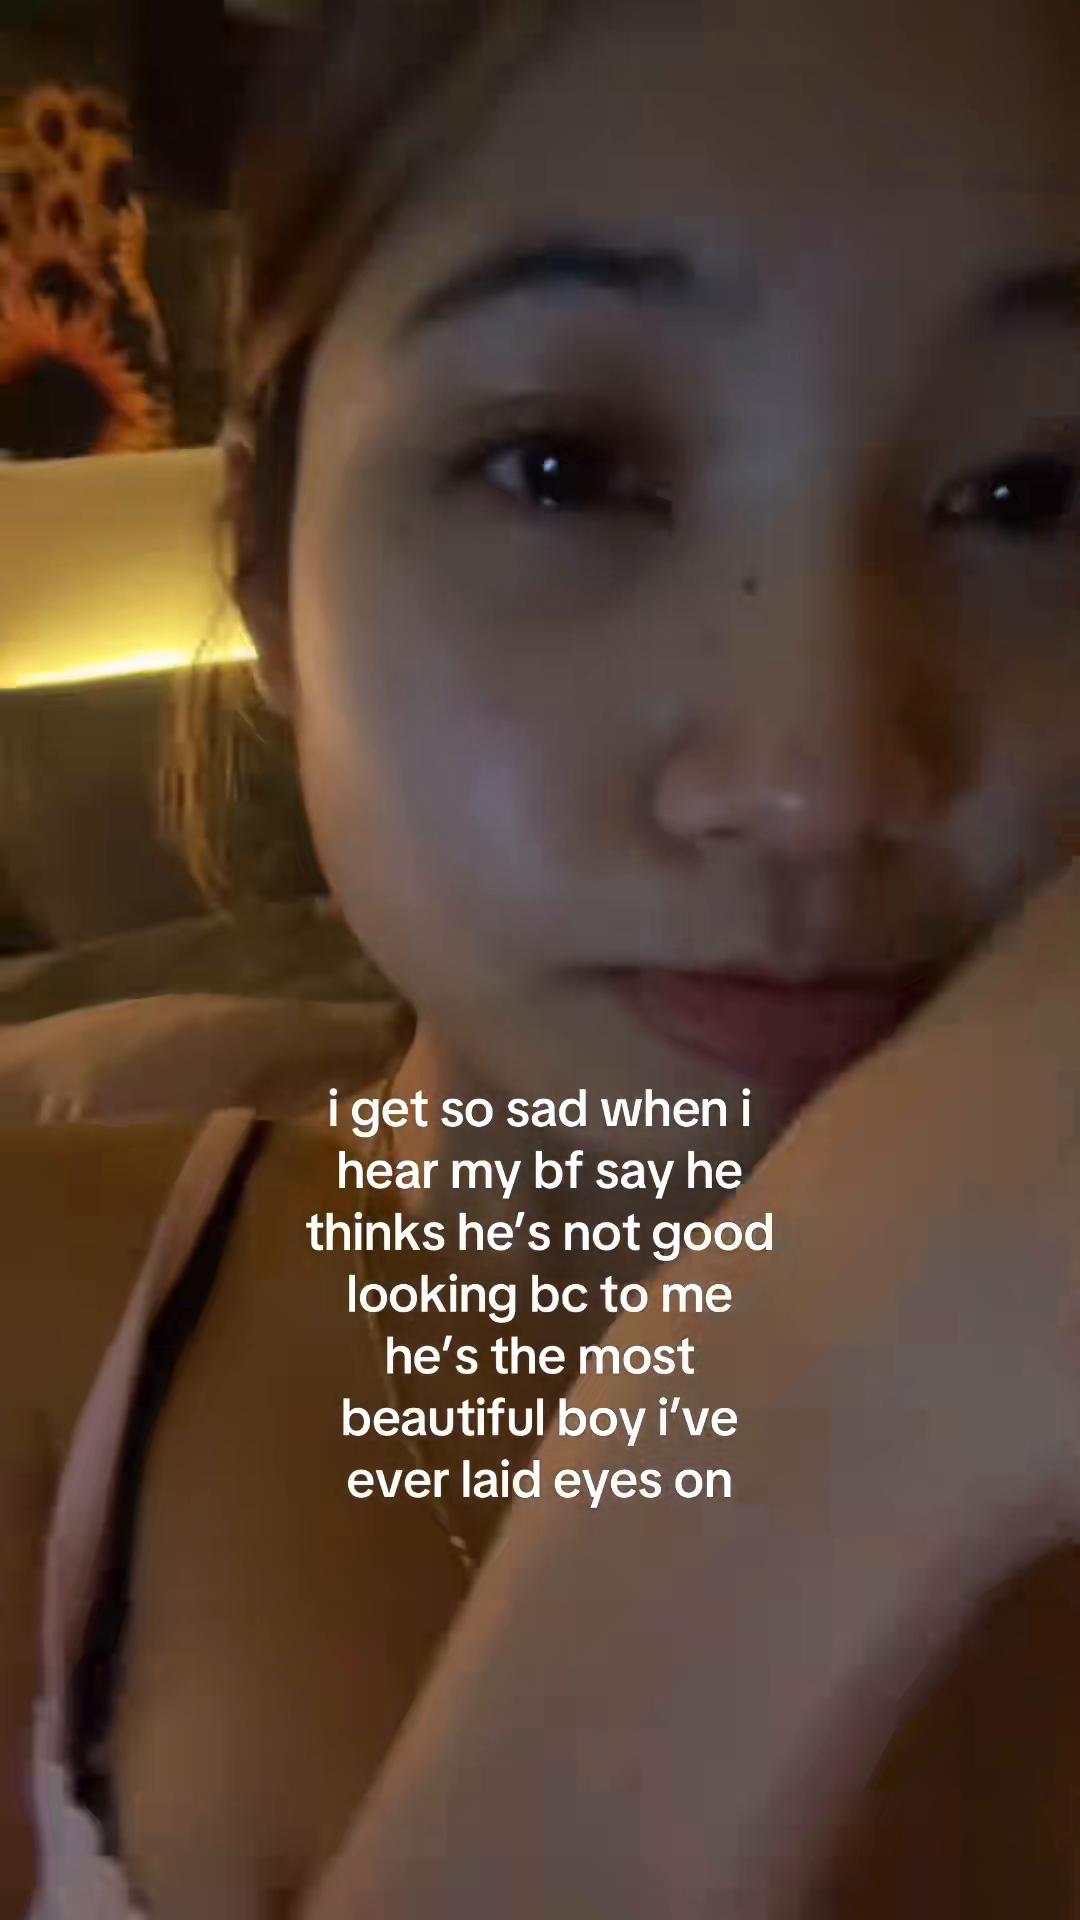 i get so sad when i
hear my bf say he
thinks he's not good
looking bc to me
he's the most
beautiful boy i've
ever laid eyes on